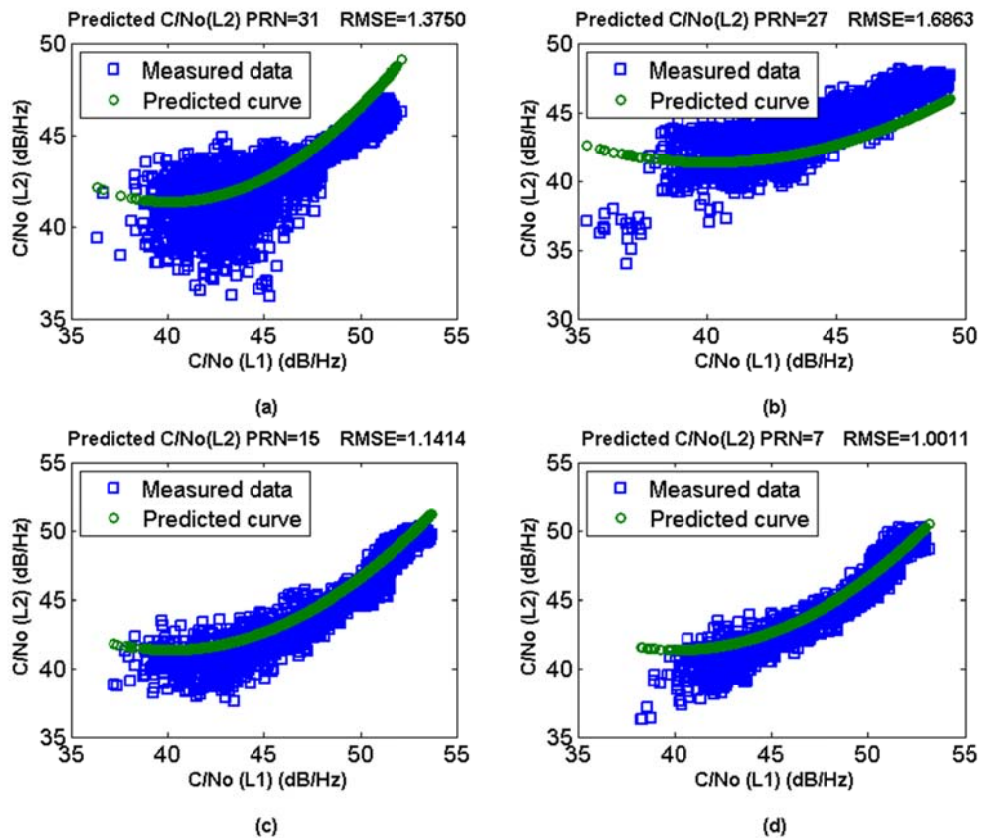 Predicted C/No(L2) PRN=31 RMSE=1.3750
50
45
40
35
C/No (L2) (dB/Hz)
Measured data
Predicted curve
35 40 45 50 55
C/No (L1) (dB/Hz)
(a)
Predicted C/No(L2) PRN=27 RMSE=1.6863
50
45
40
35
30
C/No (L2) (dB/Hz)
Measured data
Predicted curve
35 40 45 50
C/No (L1) (dB/Hz)
(b)
Predicted C/No(L2) PRN=15 RMSE=1.1414
55
50
45
40
35
C/No (L2) (dB/Hz)
Measured data
Predicted curve
35 40 45 50 55
C/No (L1) (dB/Hz)
(c)
Predicted C/No(L2) PRN=7 RMSE=1.0011
55
50
45
40
35
C/No (L2) (dB/Hz)
Measured data
Predicted curve
35 40 45 50 55
C/No (L1) (dB/Hz)
(d)